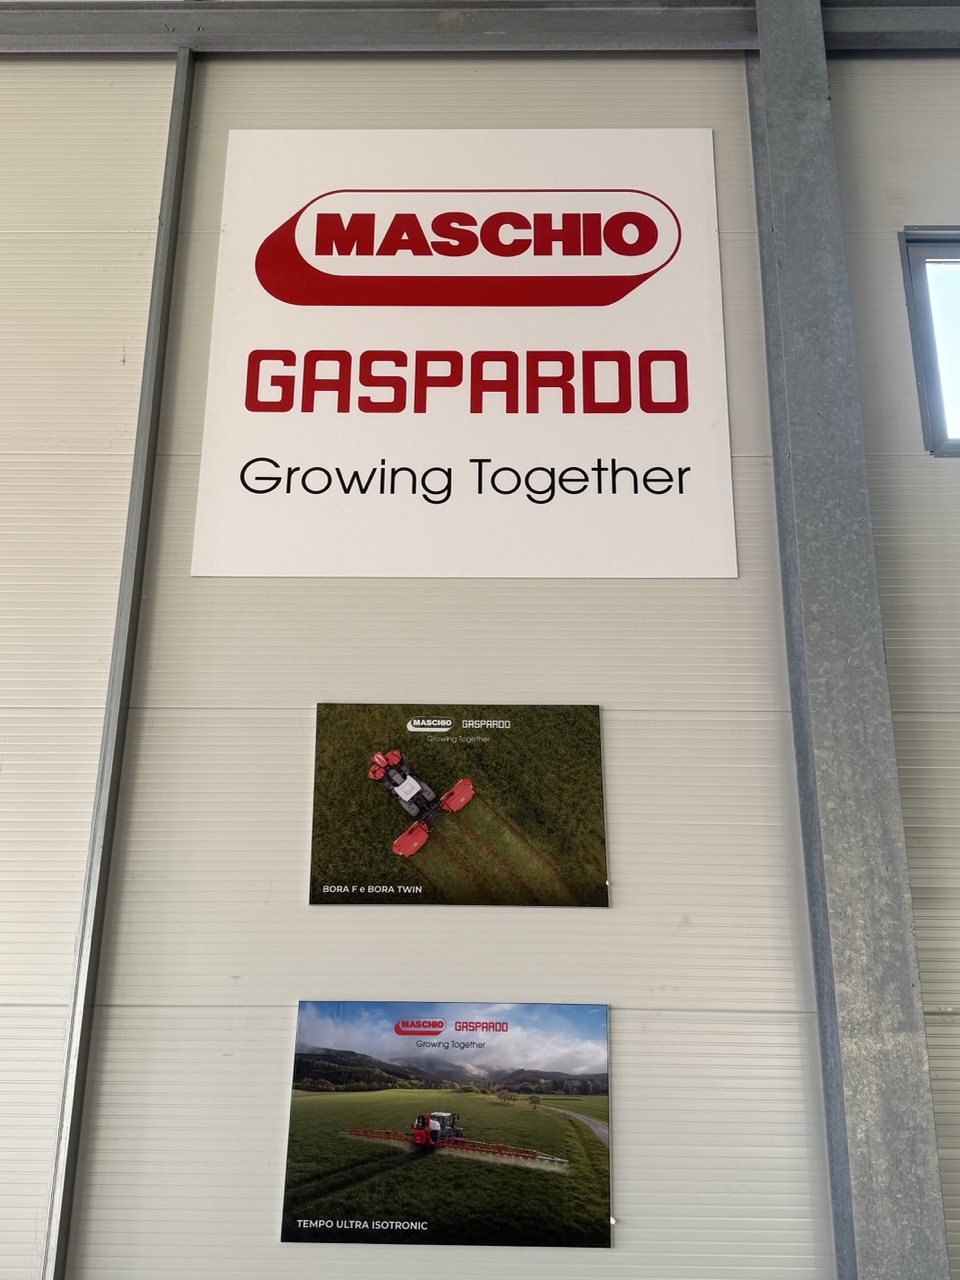 MASCHIO
GASPARDO
Growing Together
MASCHIO GASPARDO
Growing Together
BORA F e BORA TWIN
MASCHIO GASPARDO
Growing Together
TEMPO ULTRA ISOTRONIC